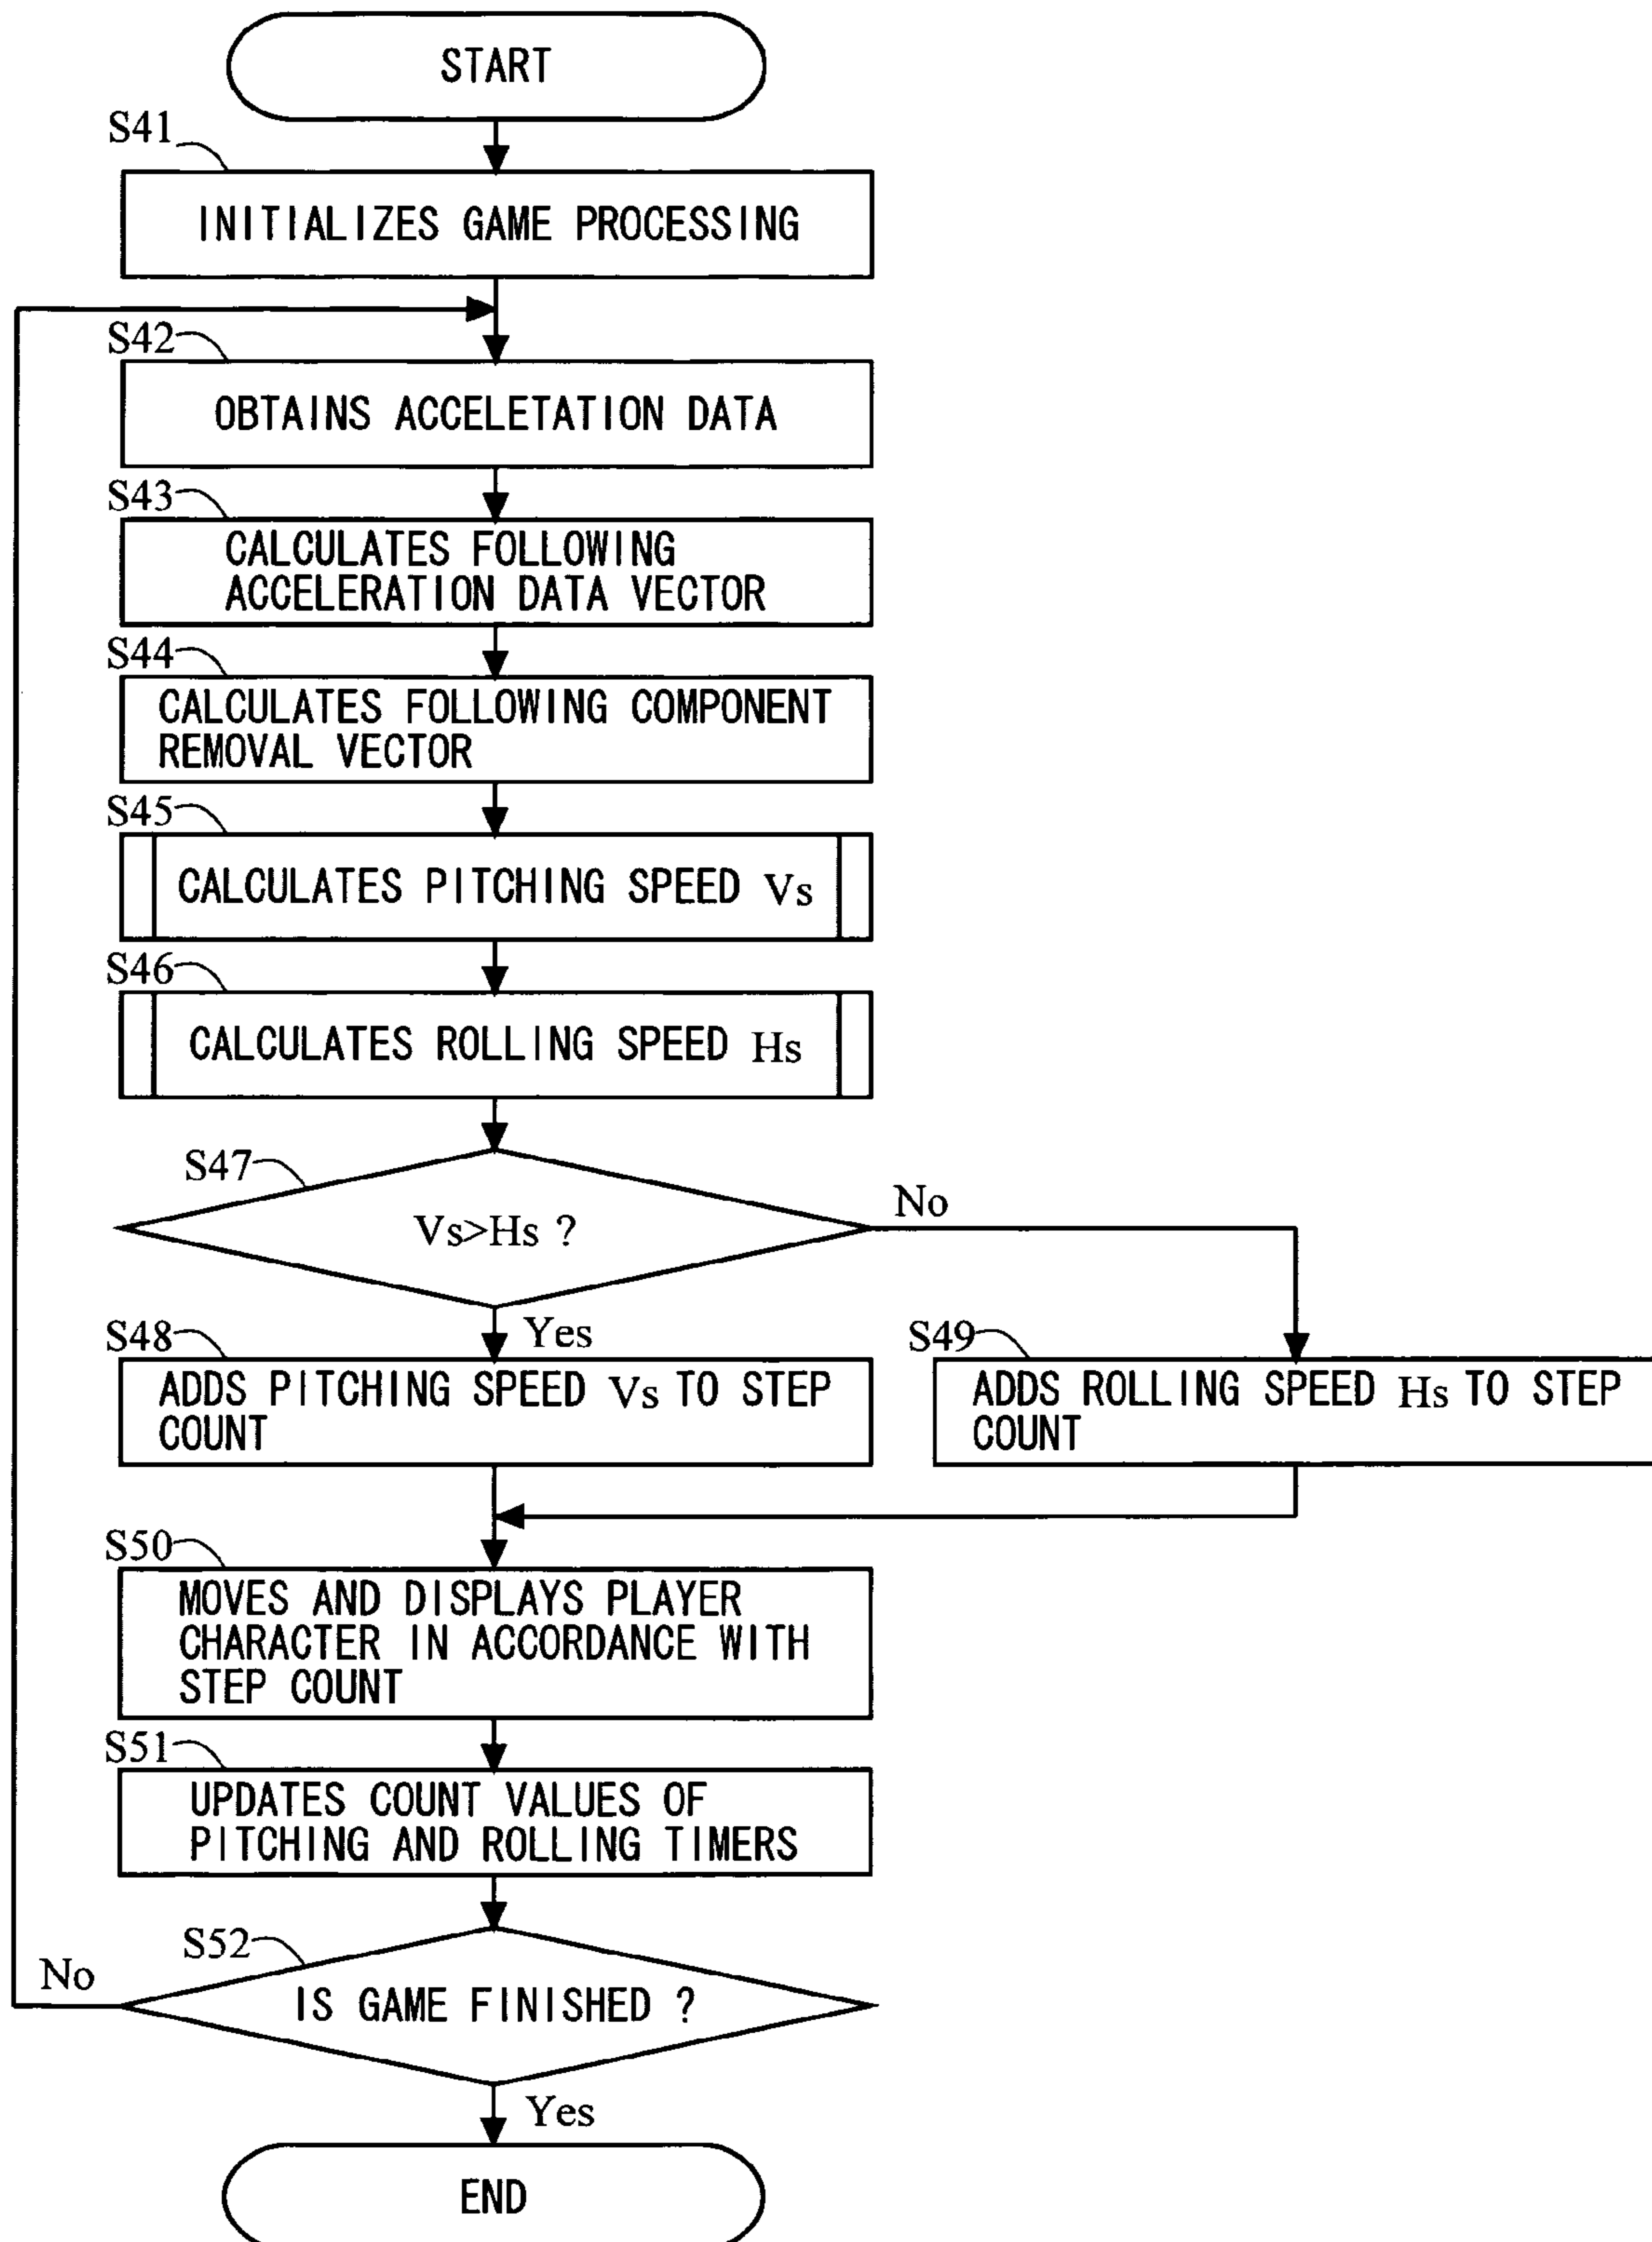 START
S41
INITIALIZES GAME PROCESSING
S42
OBTAINS ACCELETATION DATA
S43
CALCULATES FOLLOWING
ACCELERATION DATA VECTOR
S44
CALCULATES FOLLOWING COMPONENT
REMOVAL VECTOR
S45
CALCULATES PITCHING SPEED Vs
S46
CALCULATES ROLLING SPEED Hs
S47
Vs>Hs ?
No
Yes
S48
ADDS PITCHING SPEED Vs TO STEP
COUNT
S49
ADDS ROLLING SPEED Hs TO STEP
COUNT
S50
MOVES AND DISPLAYS PLAYER
CHARACTER IN ACCORDANCE WITH
STEP COUNT
S51
UPDATES COUNT VALUES OF
PITCHING AND ROLLING TIMERS
S52
No
IS GAME FINISHED ?
Yes
END